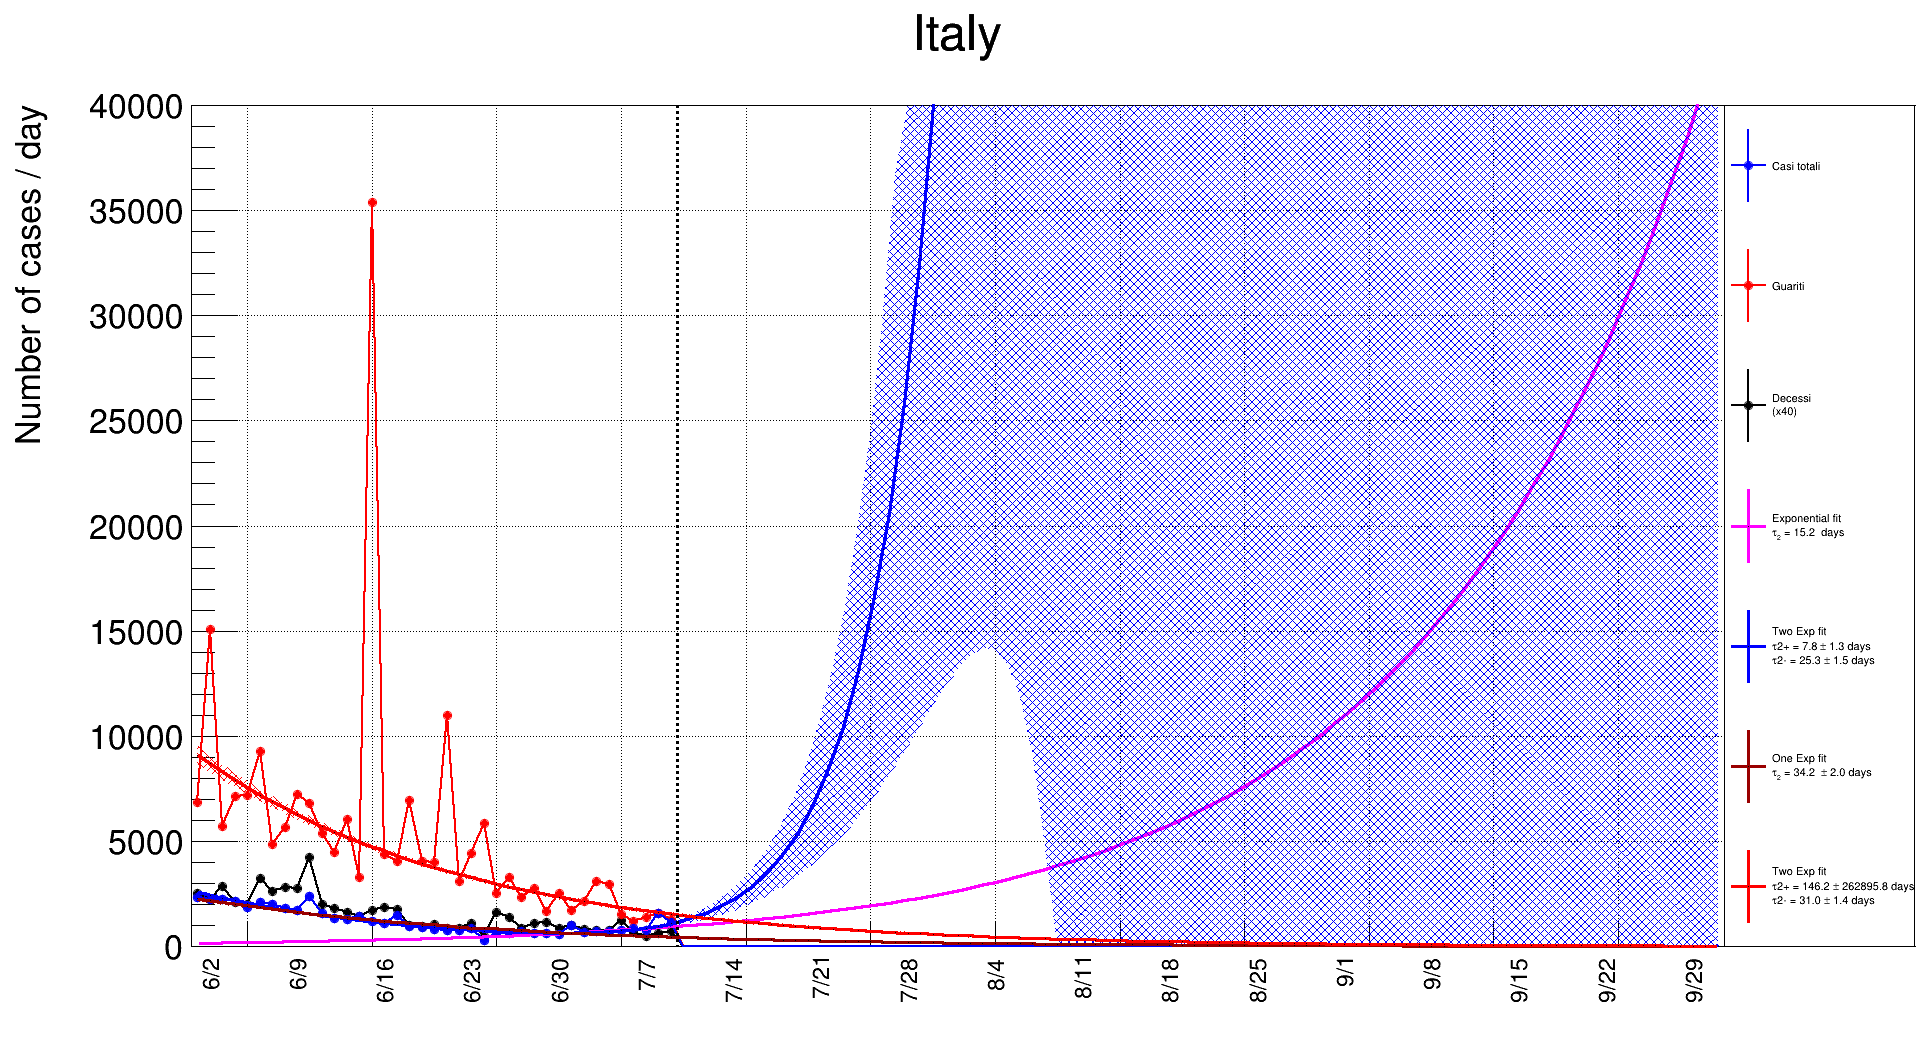 Italy
Number of cases / day
40000
35000
30000
25000
20000
15000
10000
5000
0
6/2
6/9
6/16
6/23
6/30
7/7
7/14
7/21
7/28
8/4
8/11
8/18
8/25
9/1
9/8
9/15
9/22
9/29
Casi totali
Guariti
Decessi
(x40)
Exponential fit
τ2 = 15.2 days
Two Exp fit
τ2+ = 7.8 ± 1.3 days
τ2- = 25.3 ± 1.5 days
One Exp fit
τ2 = 34.2 ± 2.0 days
Two Exp fit
τ2+ = 146.2 ± 262895.8 days
τ2- = 31.0 ± 1.4 days